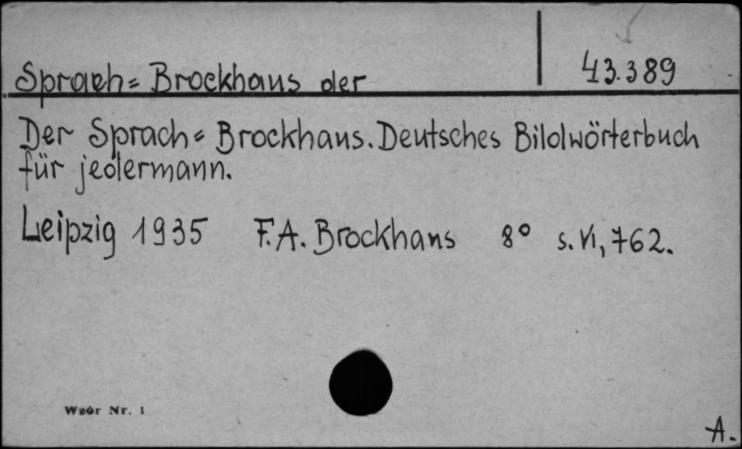 Sprach= Brockhaus der
43.389
Der Sprach= Brockhaus. Deutsches Bildwörterbuch
für jedermann.
Leipzig 1935 F.A. Brockhaus 8° s. VI, 762.
Wzór Nr. 1
A.